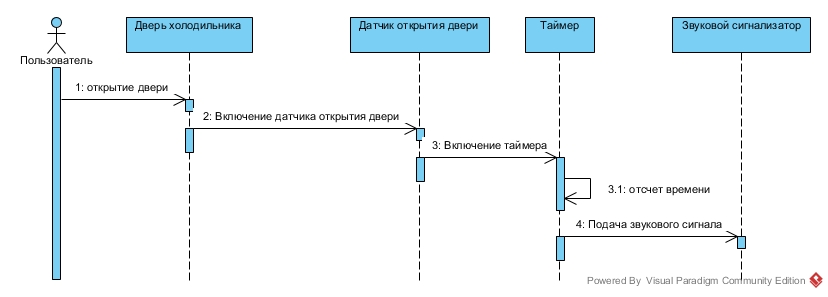 Дверь холодильника
Датчик открытия двери
Таймер
Звуковой сигнализатор
Пользователь
1: открытие двери
2: Включение датчика открытия двери
3: Включение таймера
3.1: отсчет времени
4: Подача звукового сигнала
Powered By Visual Paradigm Community Edition